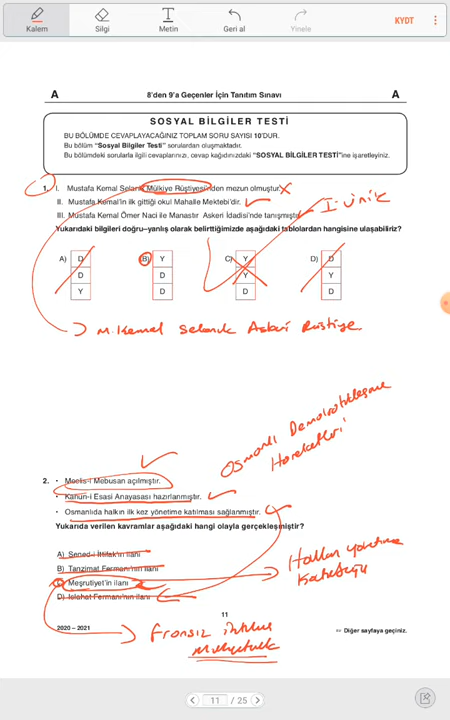 Kalem
Silgi
Metin
Geri al
Yinele
KYDT
A 8'den 9'a Geçenler İçin Tanıtım Sınavı A
SOSYAL BİLGİLER TESTİ
BU BÖLÜMDE CEVAPLAYACAĞINIZ TOPLAM SORU SAYISI 10'DUR.
Bu bölüm "Sosyal Bilgiler Testi" sorulardan oluşmaktadır.
Bu bölümdeki sorularla ilgili cevaplarınızı, cevap kağıdınızdaki "SOSYAL BİLGİLER TESTİ"ine işaretleyiniz.
1. I. Mustafa Kemal Selanik Mülkiye Rüştiyesi'nden mezun olmuştur.
II. Mustafa Kemal'in ilk gittiği okul Mahalle Mektebi'dir.
III. Mustafa Kemal Ömer Naci ile Manastır Askeri İdadisi'nde tanışmıştır.
Yukarıdaki bilgileri doğru-yanlış olarak belirttiğimizde aşağıdaki tablolardan hangisine ulaşabiliriz?
A) D B) Y C) Y D) D
D D Y Y
Y D D D
M. Kemal Selanik Askeri Rüştiye
Osmanlı Demokratikleşme
Hareketleri
2. • Meclis-i Mebusan açılmıştır.
• Kanun-i Esasi Anayasası hazırlanmıştır.
• Osmanlıda halkın ilk kez yönetime katılması sağlanmıştır.
Yukarıda verilen kavramlar aşağıdaki hangi olayla gerçekleşmiştir?
A) Sened-i İttifak'ın ilanı
B) Tanzimat Fermanı'nın ilanı
C) Meşrutiyet'in ilanı
D) Islahat Fermanı'nın ilanı
Halkın
11
2020 – 2021
Diğer sayfaya geçiniz.
Fransız
11 / 25